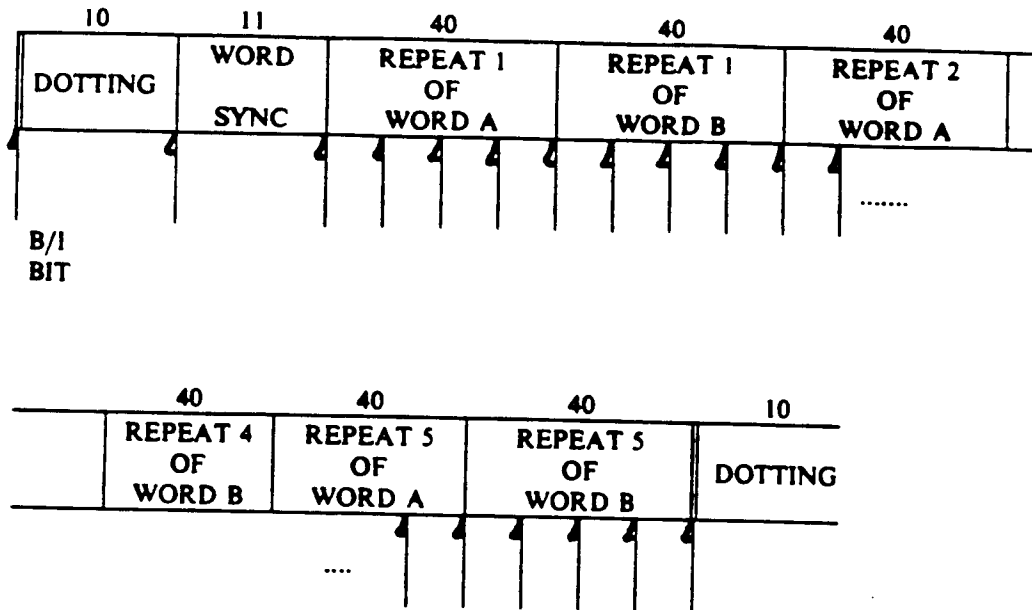 10 11 40 40 40
DOTTING WORD SYNC REPEAT 1 OF WORD A REPEAT 1 OF WORD B REPEAT 2 OF WORD A
.......
B/I
BIT
40 40 40 10
REPEAT 4 OF WORD B REPEAT 5 OF WORD A REPEAT 5 OF WORD B DOTTING
....